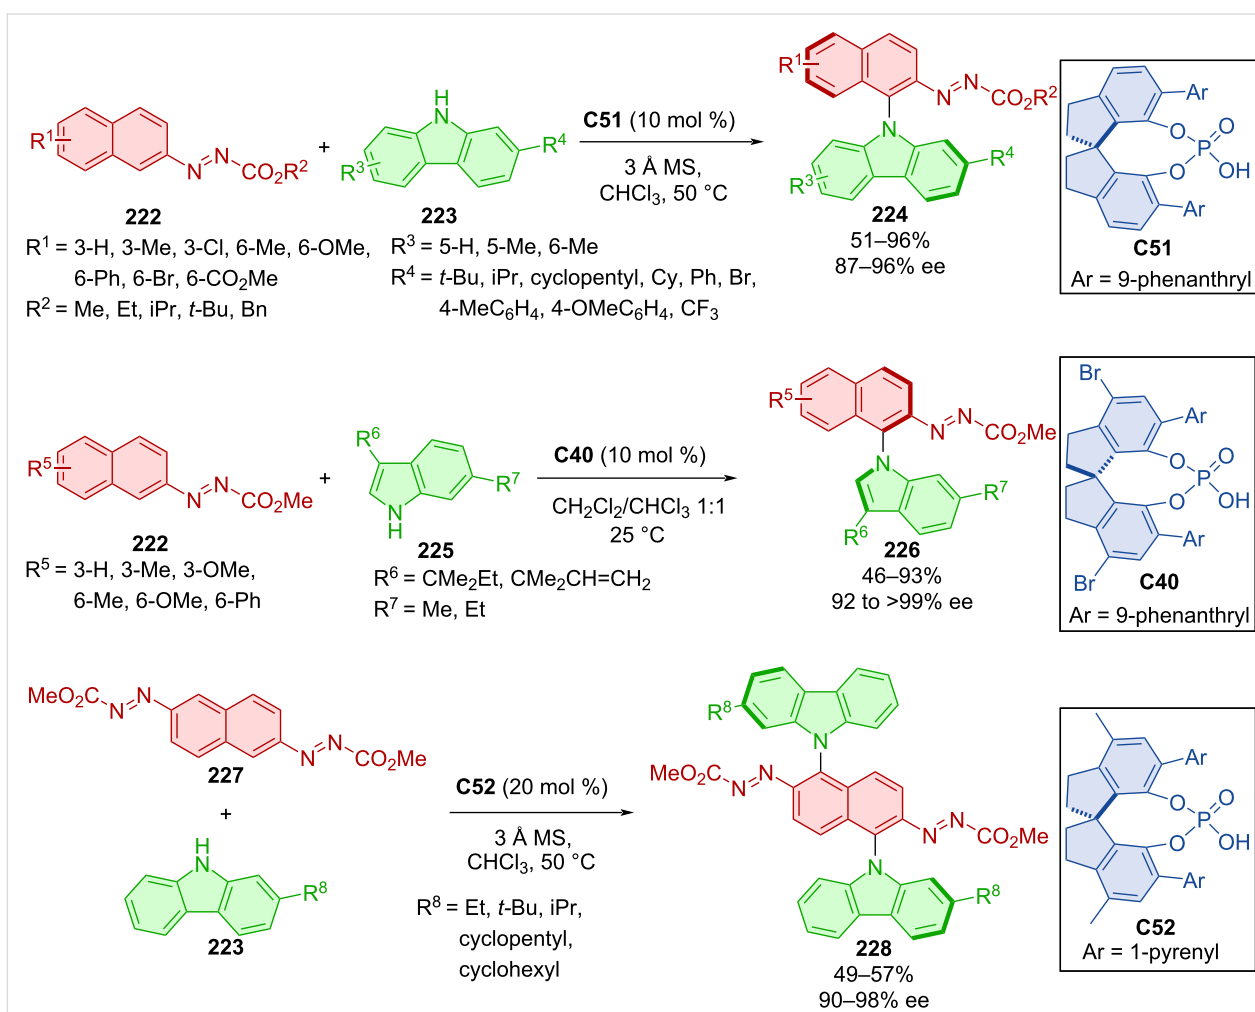 R1
N=N
CO2R2
222
R1 = 3-H, 3-Me, 3-Cl, 6-Me, 6-OMe,
6-Ph, 6-Br, 6-CO2Me
R2 = Me, Et, iPr, t-Bu, Bn
+
H
N
R3
R4
223
R3 = 5-H, 5-Me, 6-Me
R4 = t-Bu, iPr, cyclopentyl, Cy, Ph, Br,
4-MeC6H4, 4-OMeC6H4, CF3
C51 (10 mol %)
3 Å MS,
CHCl3, 50 °C
R1
N=N
CO2R2
N
R3
R4
224
51–96%
87–96% ee
Ar
O
O
P
OH
O
Ar
C51
Ar = 9-phenanthryl
R5
N=N
CO2Me
222
R5 = 3-H, 3-Me, 3-OMe,
6-Me, 6-OMe, 6-Ph
+
R6
R7
N
H
225
R6 = CMe2Et, CMe2CH=CH2
R7 = Me, Et
C40 (10 mol %)
CH2Cl2/CHCl3 1:1
25 °C
R5
N=N
CO2Me
N
R7
R6
226
46–93%
92 to >99% ee
Br
Ar
O
O
P
OH
O
Ar
Br
C40
Ar = 9-phenanthryl
MeO2C
N=N
N=N
CO2Me
227
+
H
N
R8
223
C52 (20 mol %)
3 Å MS,
CHCl3, 50 °C
R8 = Et, t-Bu, iPr,
cyclopentyl,
cyclohexyl
R8
N
MeO2C
N=N
N=N
CO2Me
N
R8
228
49–57%
90–98% ee
Ar
O
O
P
OH
O
Ar
C52
Ar = 1-pyrenyl